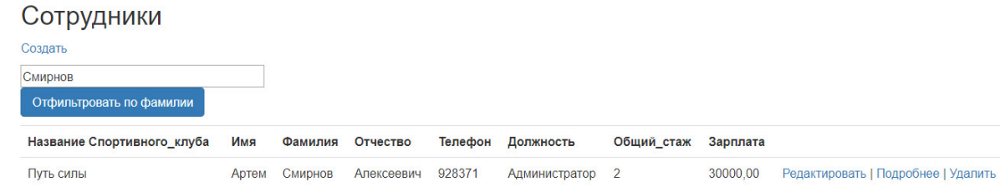 Сотрудники
Создать
Смирнов
Отфильтровать по фамилии
Название Спортивного_клуба Имя Фамилия Отчество Телефон Должность Общий_стаж Зарплата
Путь силы Артем Смирнов Алексеевич 928371 Администратор 2 30000,00 Редактировать | Подробнее | Удалить